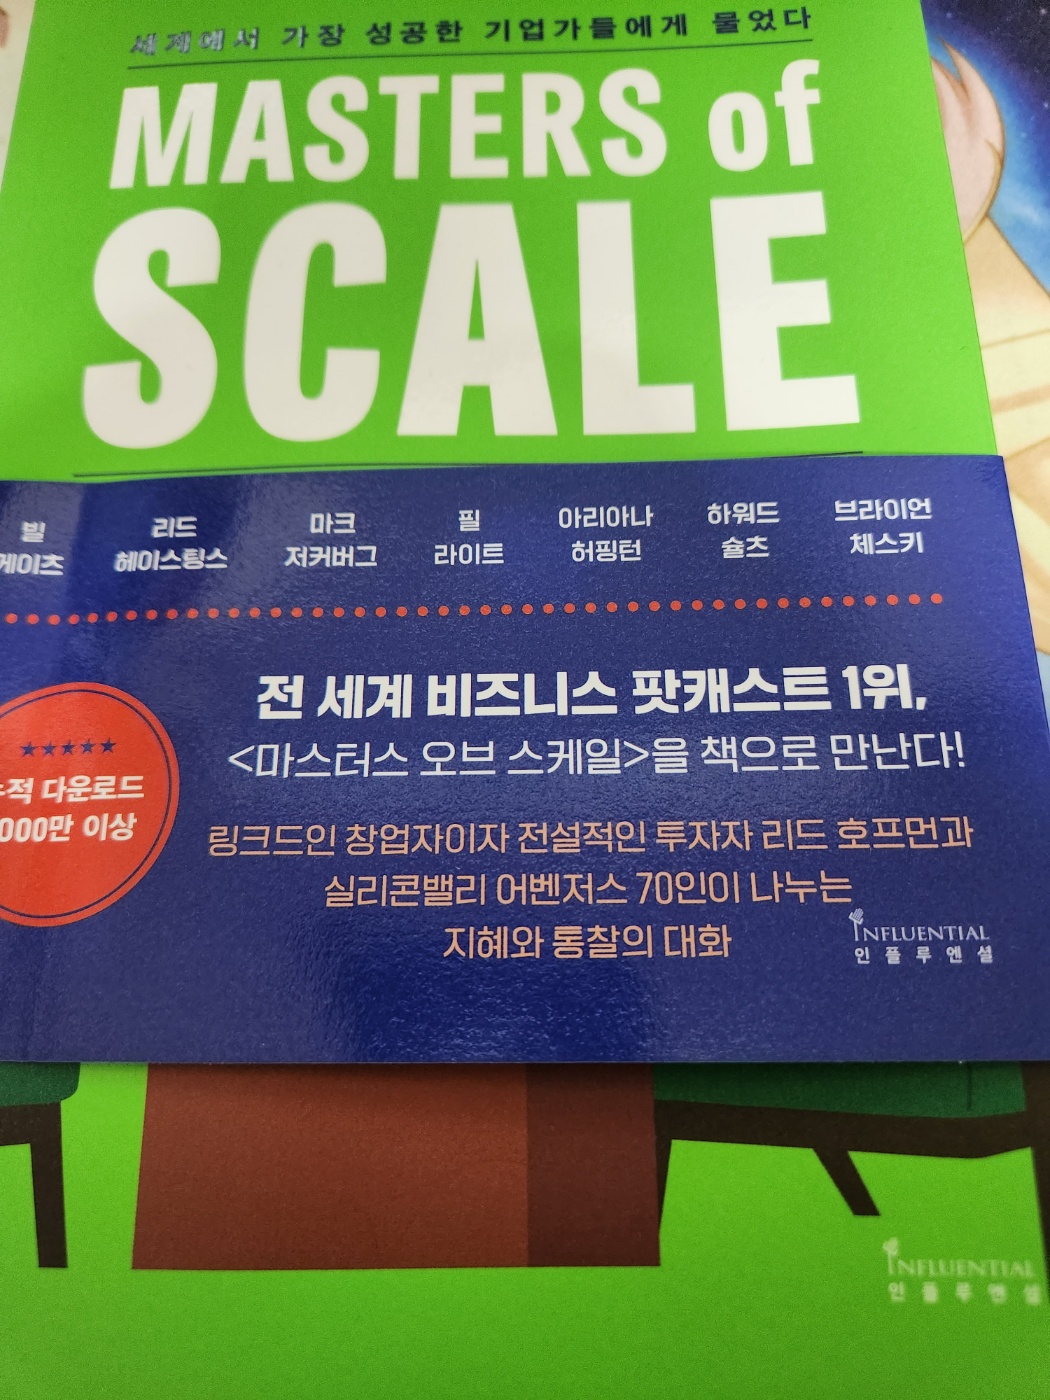 세계에서 가장 성공한 기업가들에게 물었다
MASTERS of
SCALE
빌 리드 마크 필 아리아나 하워드 브라이언
게이츠 헤이스팅스 저커버그 라이트 허핑턴 슐츠 체스키
전 세계 비즈니스 팟캐스트 1위,
<마스터스 오브 스케일>을 책으로 만난다!
다운로드
000만 이상
링크드인 창업자이자 전설적인 투자자 리드 호프먼과
실리콘밸리 어벤저스 70인이 나누는
지혜와 통찰의 대화
INFLUENTIAL
인플루엔셜
INFLUENTIAL
인플루엔셜